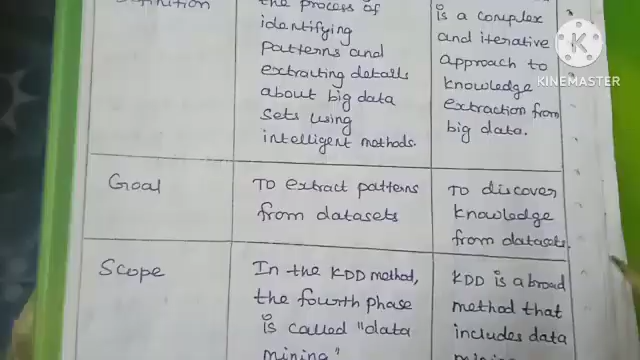 Definition
the process of
identifying
patterns and
extracting details
about big data
sets using
intelligent methods.
is a complex
and iterative
approach to
knowledge
extraction from
big data.
Goal
To extract patterns
from datasets
To discover
knowledge
from datasets.
Scope
In the KDD method,
the fourth phase
is called "data
mining"
KDD is a broad
method that
includes data
mining
KINEMASTER